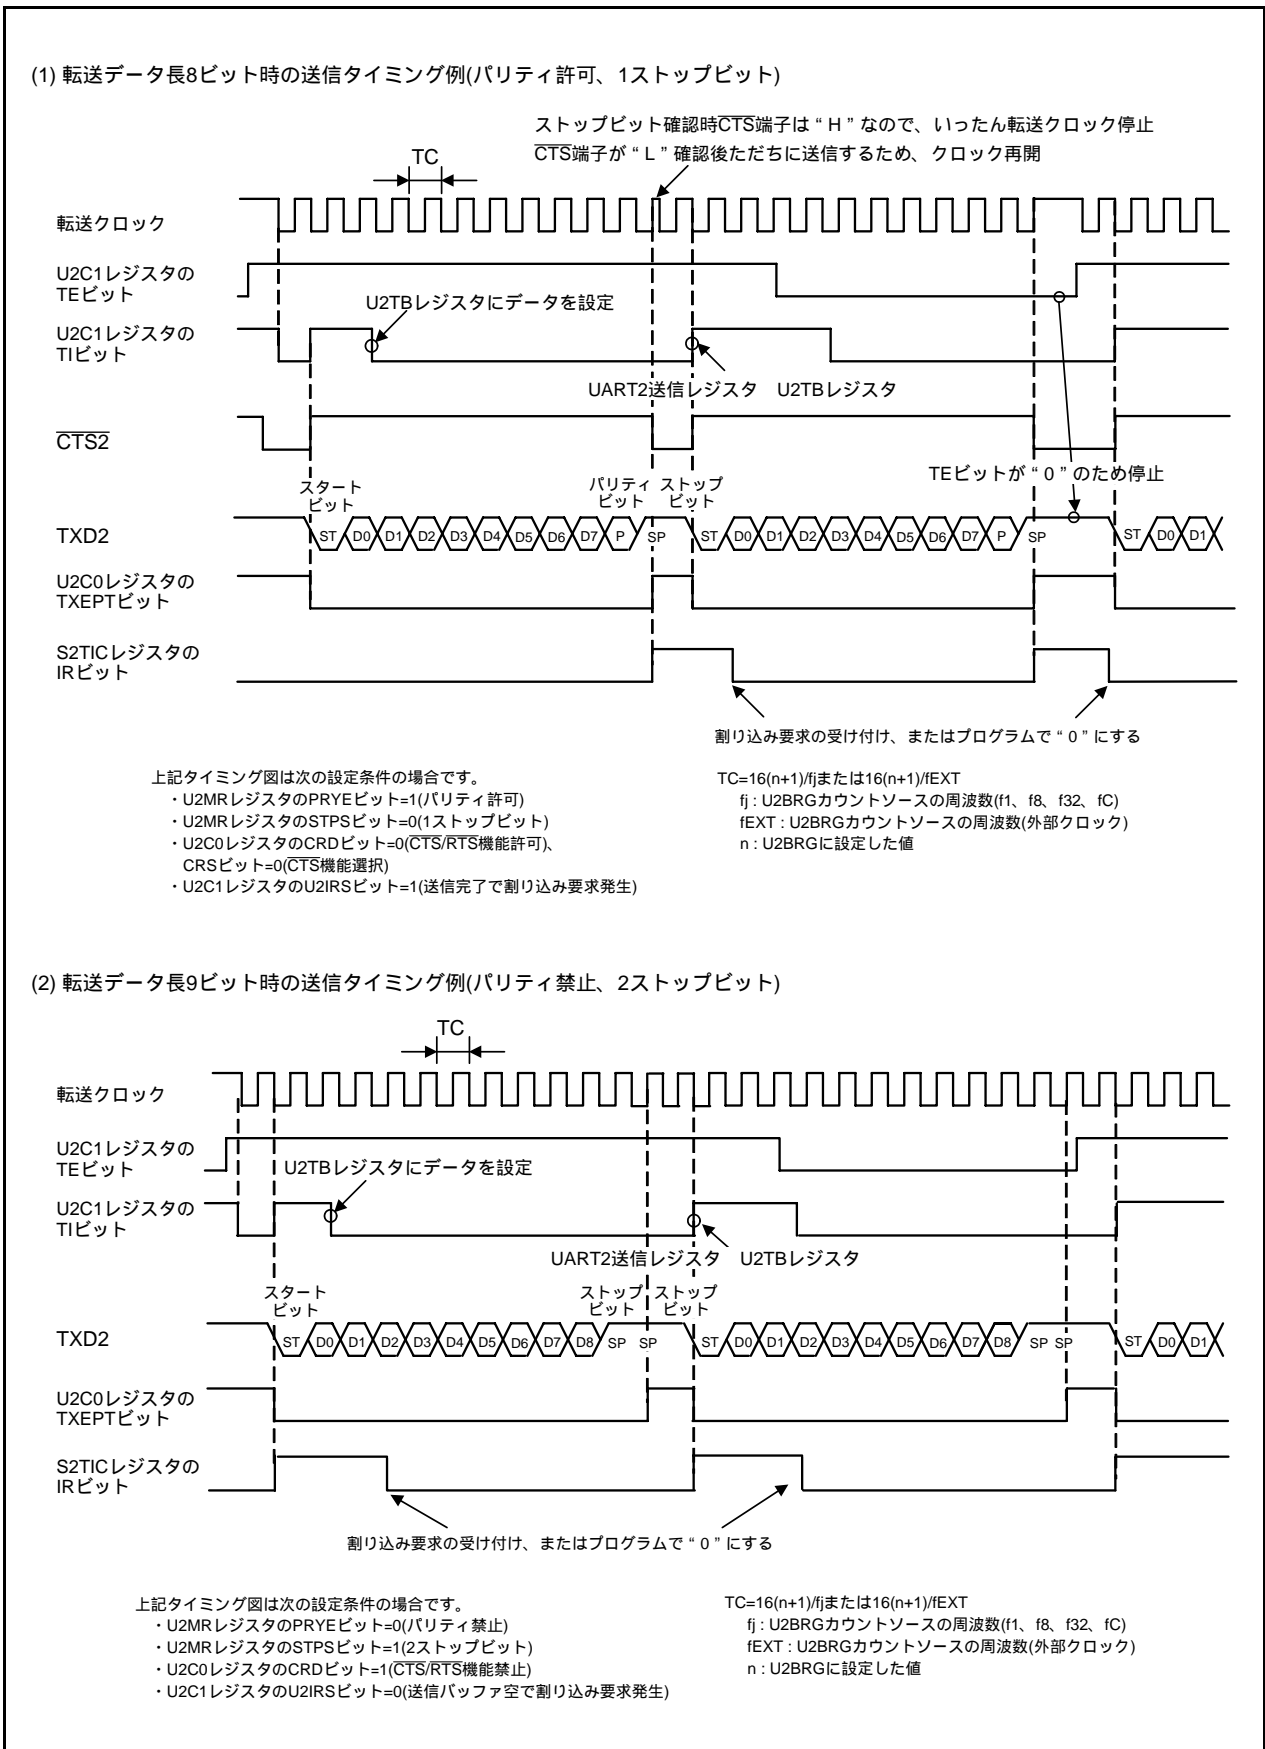 (1) 転送データ長8ビット時の送信タイミング例(パリティ許可、1ストップビット)
ストップビット確認時CTS端子は“H”なので、いったん転送クロック停止
CTS端子が“L”確認後ただちに送信するため、クロック再開
TC
転送クロック
U2C1レジスタの
TEビット
U2TBレジスタにデータを設定
U2C1レジスタの
TIビット
UART2送信レジスタ U2TBレジスタ
CTS2
TEビットが“0”のため停止
スタート
ビット
パリティ
ビット
ストップ
ビット
TXD2
ST D0 D1 D2 D3 D4 D5 D6 D7 P SP ST D0 D1 D2 D3 D4 D5 D6 D7 P SP ST D0 D1
U2C0レジスタの
TXEPTビット
S2TICレジスタの
IRビット
割り込み要求の受け付け、またはプログラムで“0”にする
上記タイミング図は次の設定条件の場合です。
・U2MRレジスタのPRYEビット=1(パリティ許可)
・U2MRレジスタのSTPSビット=0(1ストップビット)
・U2C0レジスタのCRDビット=0(CTS/RTS機能許可)、
CRSビット=0(CTS機能選択)
・U2C1レジスタのU2IRSビット=1(送信完了で割り込み要求発生)
TC=16(n+1)/fjまたは16(n+1)/fEXT
fj : U2BRGカウントソースの周波数(f1、f8、f32、fC)
fEXT : U2BRGカウントソースの周波数(外部クロック)
n : U2BRGに設定した値
(2) 転送データ長9ビット時の送信タイミング例(パリティ禁止、2ストップビット)
TC
転送クロック
U2C1レジスタの
TEビット
U2TBレジスタにデータを設定
U2C1レジスタの
TIビット
UART2送信レジスタ U2TBレジスタ
スタート
ビット
ストップ
ビット
ストップ
ビット
TXD2
ST D0 D1 D2 D3 D4 D5 D6 D7 D8 SP SP ST D0 D1 D2 D3 D4 D5 D6 D7 D8 SP SP ST D0 D1
U2C0レジスタの
TXEPTビット
S2TICレジスタの
IRビット
割り込み要求の受け付け、またはプログラムで“0”にする
上記タイミング図は次の設定条件の場合です。
・U2MRレジスタのPRYEビット=0(パリティ禁止)
・U2MRレジスタのSTPSビット=1(2ストップビット)
・U2C0レジスタのCRDビット=1(CTS/RTS機能禁止)
・U2C1レジスタのU2IRSビット=0(送信バッファ空で割り込み要求発生)
TC=16(n+1)/fjまたは16(n+1)/fEXT
fj : U2BRGカウントソースの周波数(f1、f8、f32、fC)
fEXT : U2BRGカウントソースの周波数(外部クロック)
n : U2BRGに設定した値